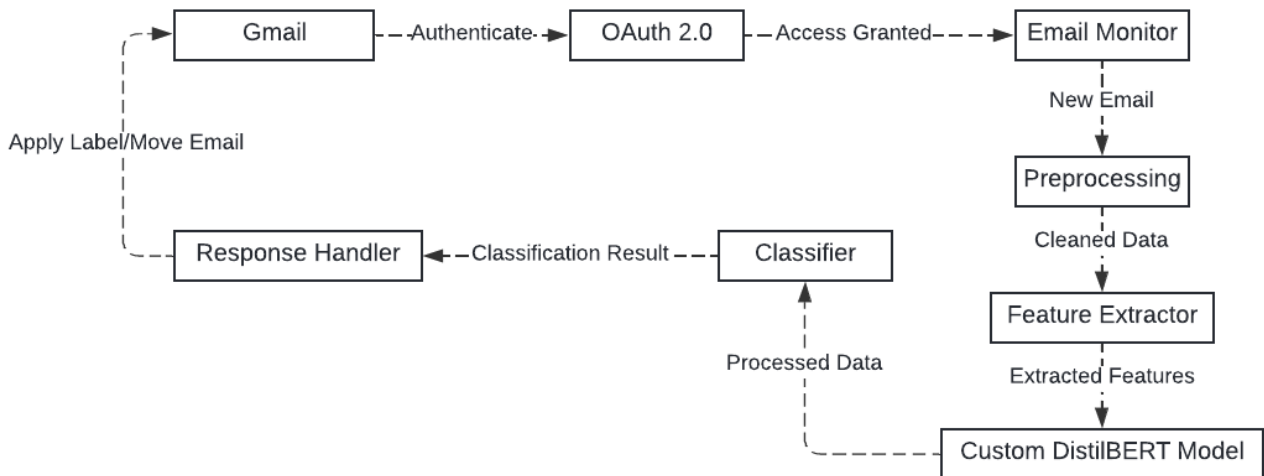 Gmail
Authenticate
OAuth 2.0
Access Granted
Email Monitor
New Email
Apply Label/Move Email
Preprocessing
Cleaned Data
Response Handler
Classification Result
Classifier
Feature Extractor
Processed Data
Extracted Features
Custom DistilBERT Model